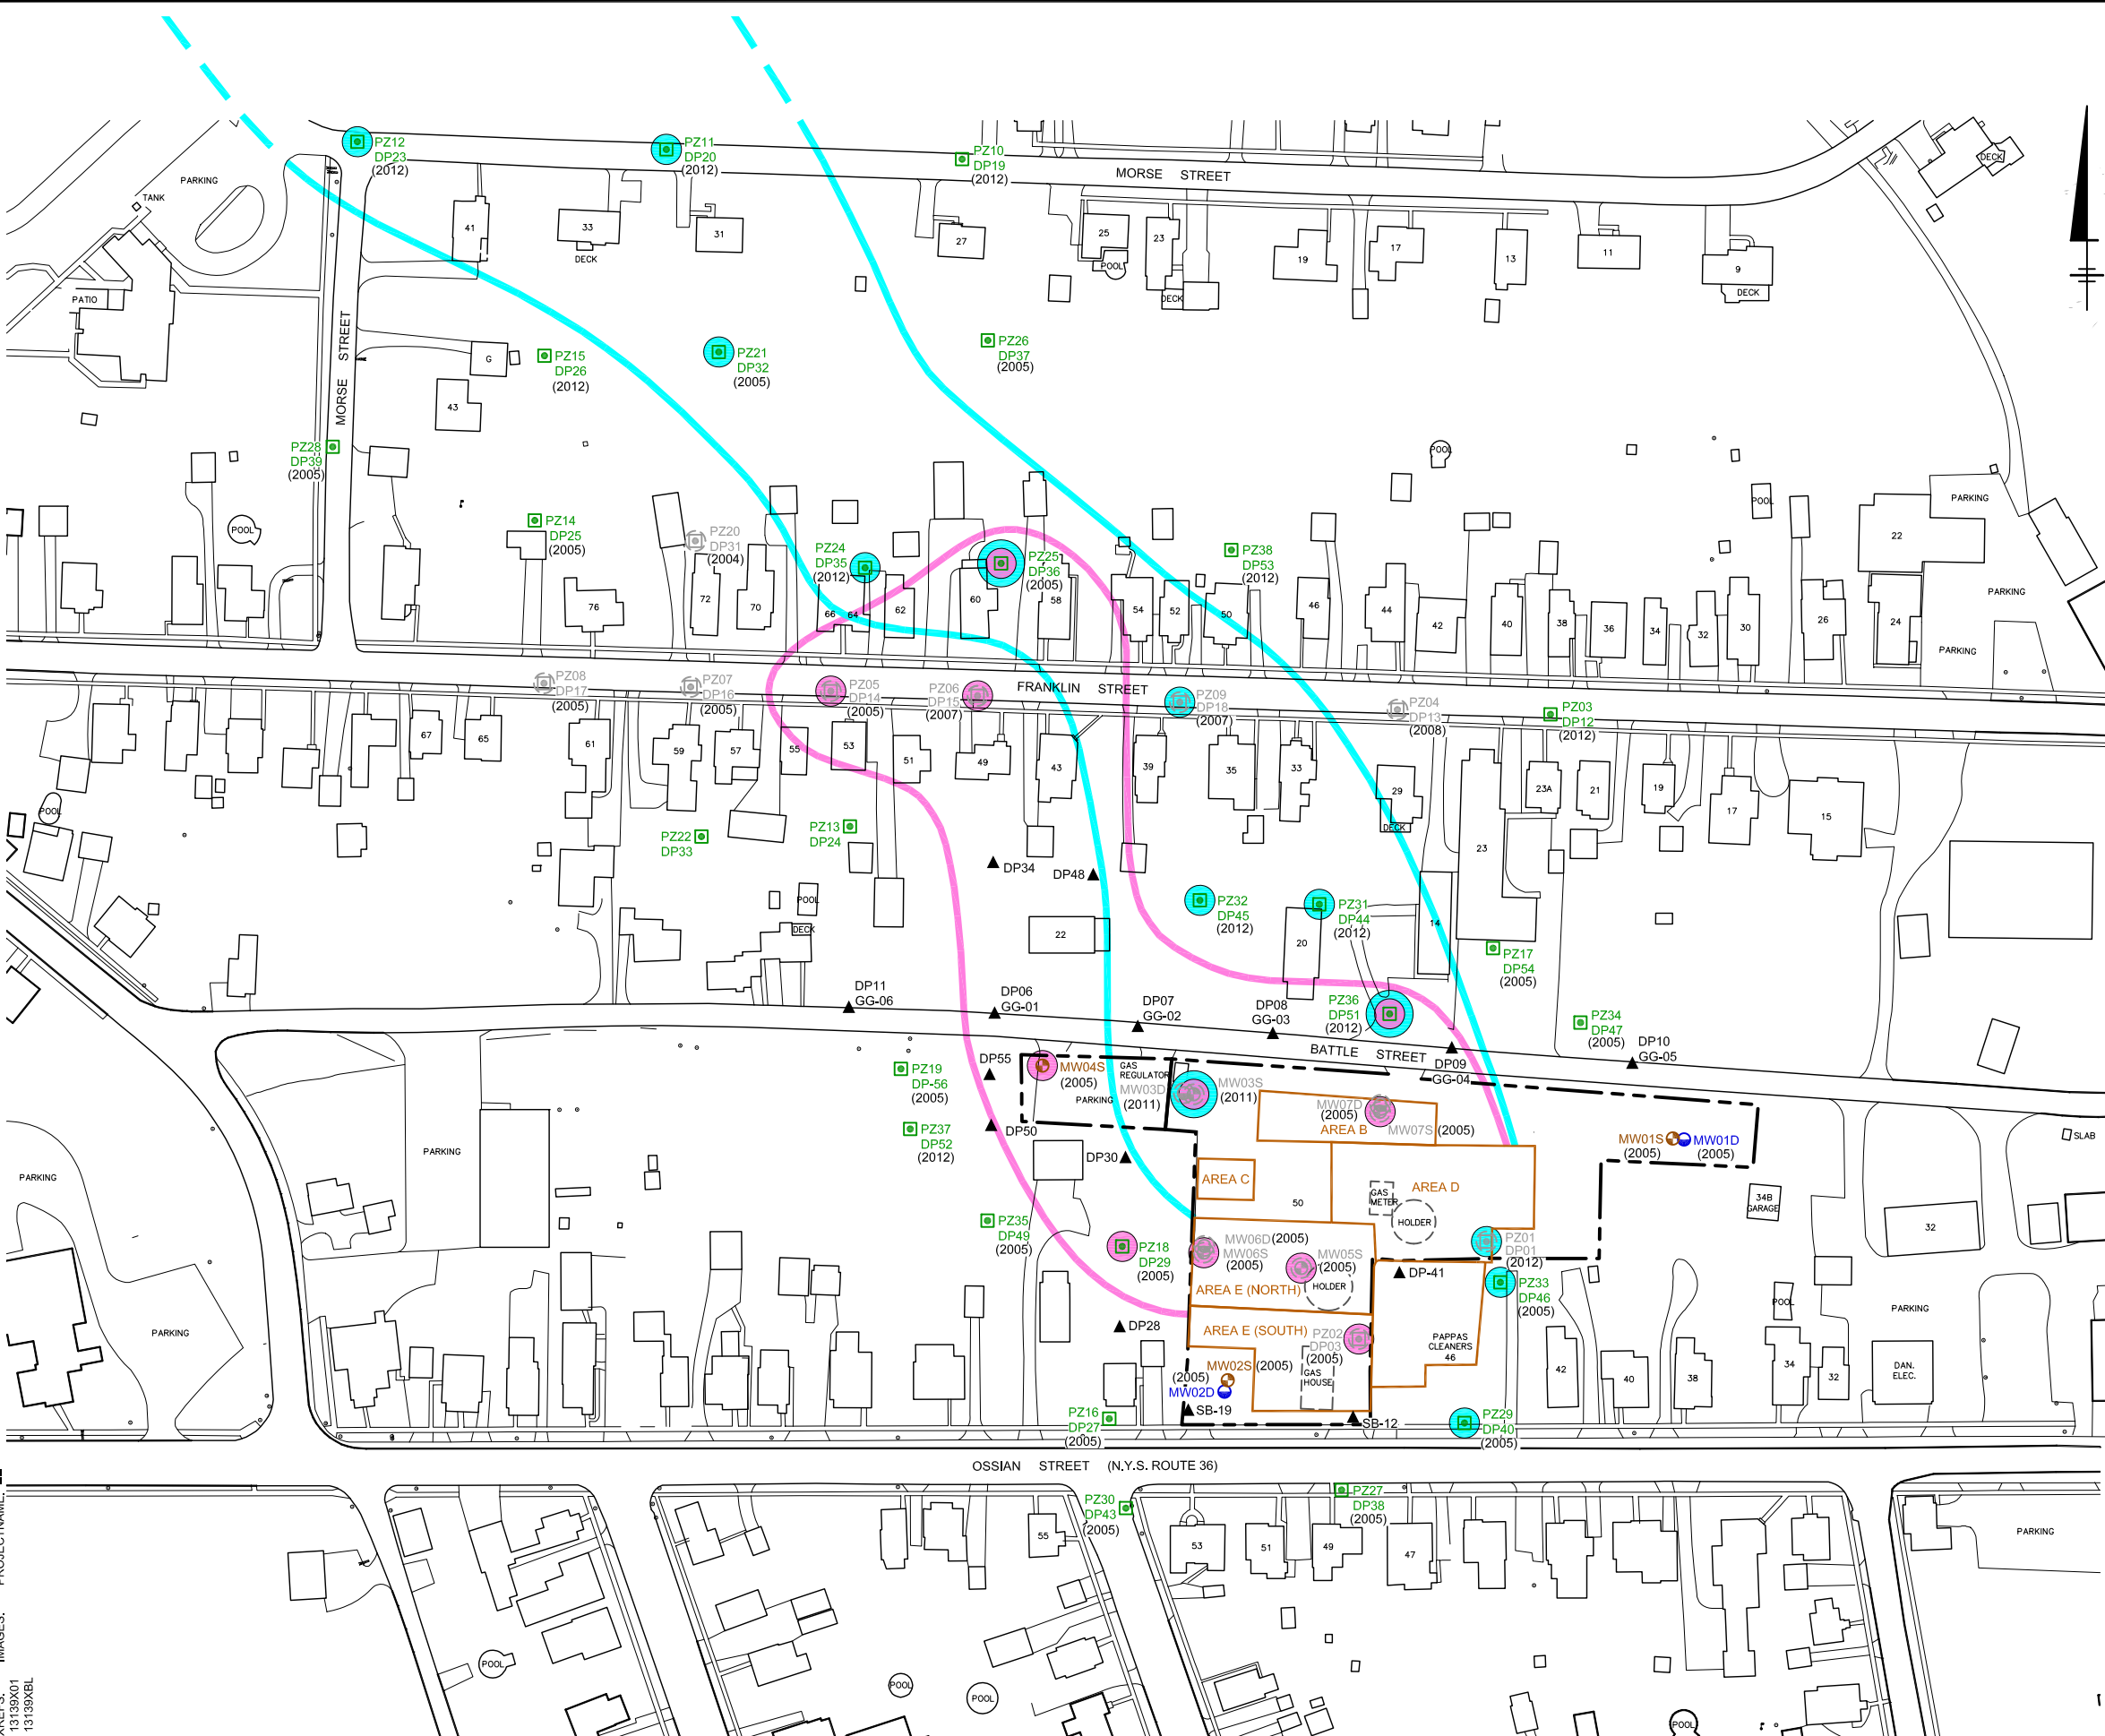 PZ12
DP23
(2012)
PZ11
DP20
(2012)
PZ10
DP19
(2012)
MORSE STREET
DECK
PARKING
TANK
41
33
DECK
31
27
25
POOL
23
DECK
19
17
13
11
9
DECK
PATIO
MORSE STREET
G
43
PZ15
DP26
(2012)
PZ21
DP32
(2005)
PZ26
DP37
(2005)
PZ28
DP39
(2005)
POOL
POOL
POOL
PARKING
22
PARKING
PARKING
PZ14
DP25
(2005)
PZ20
DP31
(2004)
PZ24
DP35
(2012)
PZ25
DP36
(2005)
PZ38
DP53
(2012)
76
72
70
66
64
62
60
58
54
52
50
46
44
42
40
38
36
34
32
30
26
24
PZ08
DP17
(2005)
PZ07
DP16
(2005)
PZ05
DP14
(2005)
PZ06
DP15
(2007)
FRANKLIN STREET
PZ09
DP18
(2007)
PZ04
DP13
(2008)
PZ03
DP12
(2012)
67
65
61
59
57
55
53
51
49
43
39
35
33
29
DECK
23
23A
21
19
17
15
POOL
PZ22
DP33
PZ13
DP24
DP34
DP48
POOL
DECK
22
PZ32
DP45
(2012)
PZ31
DP44
(2012)
20
14
PZ17
DP54
(2005)
DP11
GG-06
DP06
GG-01
DP07
GG-02
DP08
GG-03
PZ36
DP51
(2012)
PZ34
DP47
(2005)
BATTLE STREET
DP09
GG-04
DP10
GG-05
PZ19
DP-56
(2005)
DP55
MW04S
(2005)
PARKING
GAS
REGULATOR
MW03D
(2011)
MW03S
(2011)
MW07D
(2005)
AREA B
MW07S
(2005)
PZ37
DP52
(2012)
DP50
DP30
MW01S
(2005)
MW01D
(2005)
SLAB
PARKING
PARKING
AREA C
50
GAS
METER
AREA D
HOLDER
34B
GARAGE
32
PZ35
DP49
(2005)
PZ18
DP29
(2005)
MW06D
(2005)
MW06S
(2005)
MW05S
(2005)
HOLDER
AREA E (NORTH)
DP-41
PZ01
DP01
(2012)
PZ33
DP46
(2005)
PARKING
DP28
AREA E (SOUTH)
PZ02
DP03
(2005)
GAS
HOUSE
PAPPAS
CLEANERS
46
POOL
PARKING
MW02S
(2005)
(2005)
MW02D
SB-19
SB-12
42
40
38
34
32
DAN.
ELEC.
PZ16
DP27
(2005)
PZ29
DP40
(2005)
OSSIAN STREET (N.Y.S. ROUTE 36)
PZ30
DP43
(2005)
PZ27
DP38
(2005)
55
53
51
49
47
PARKING
POOL
POOL
POOL
POOL
IMAGES:
13139X01
13139XBL